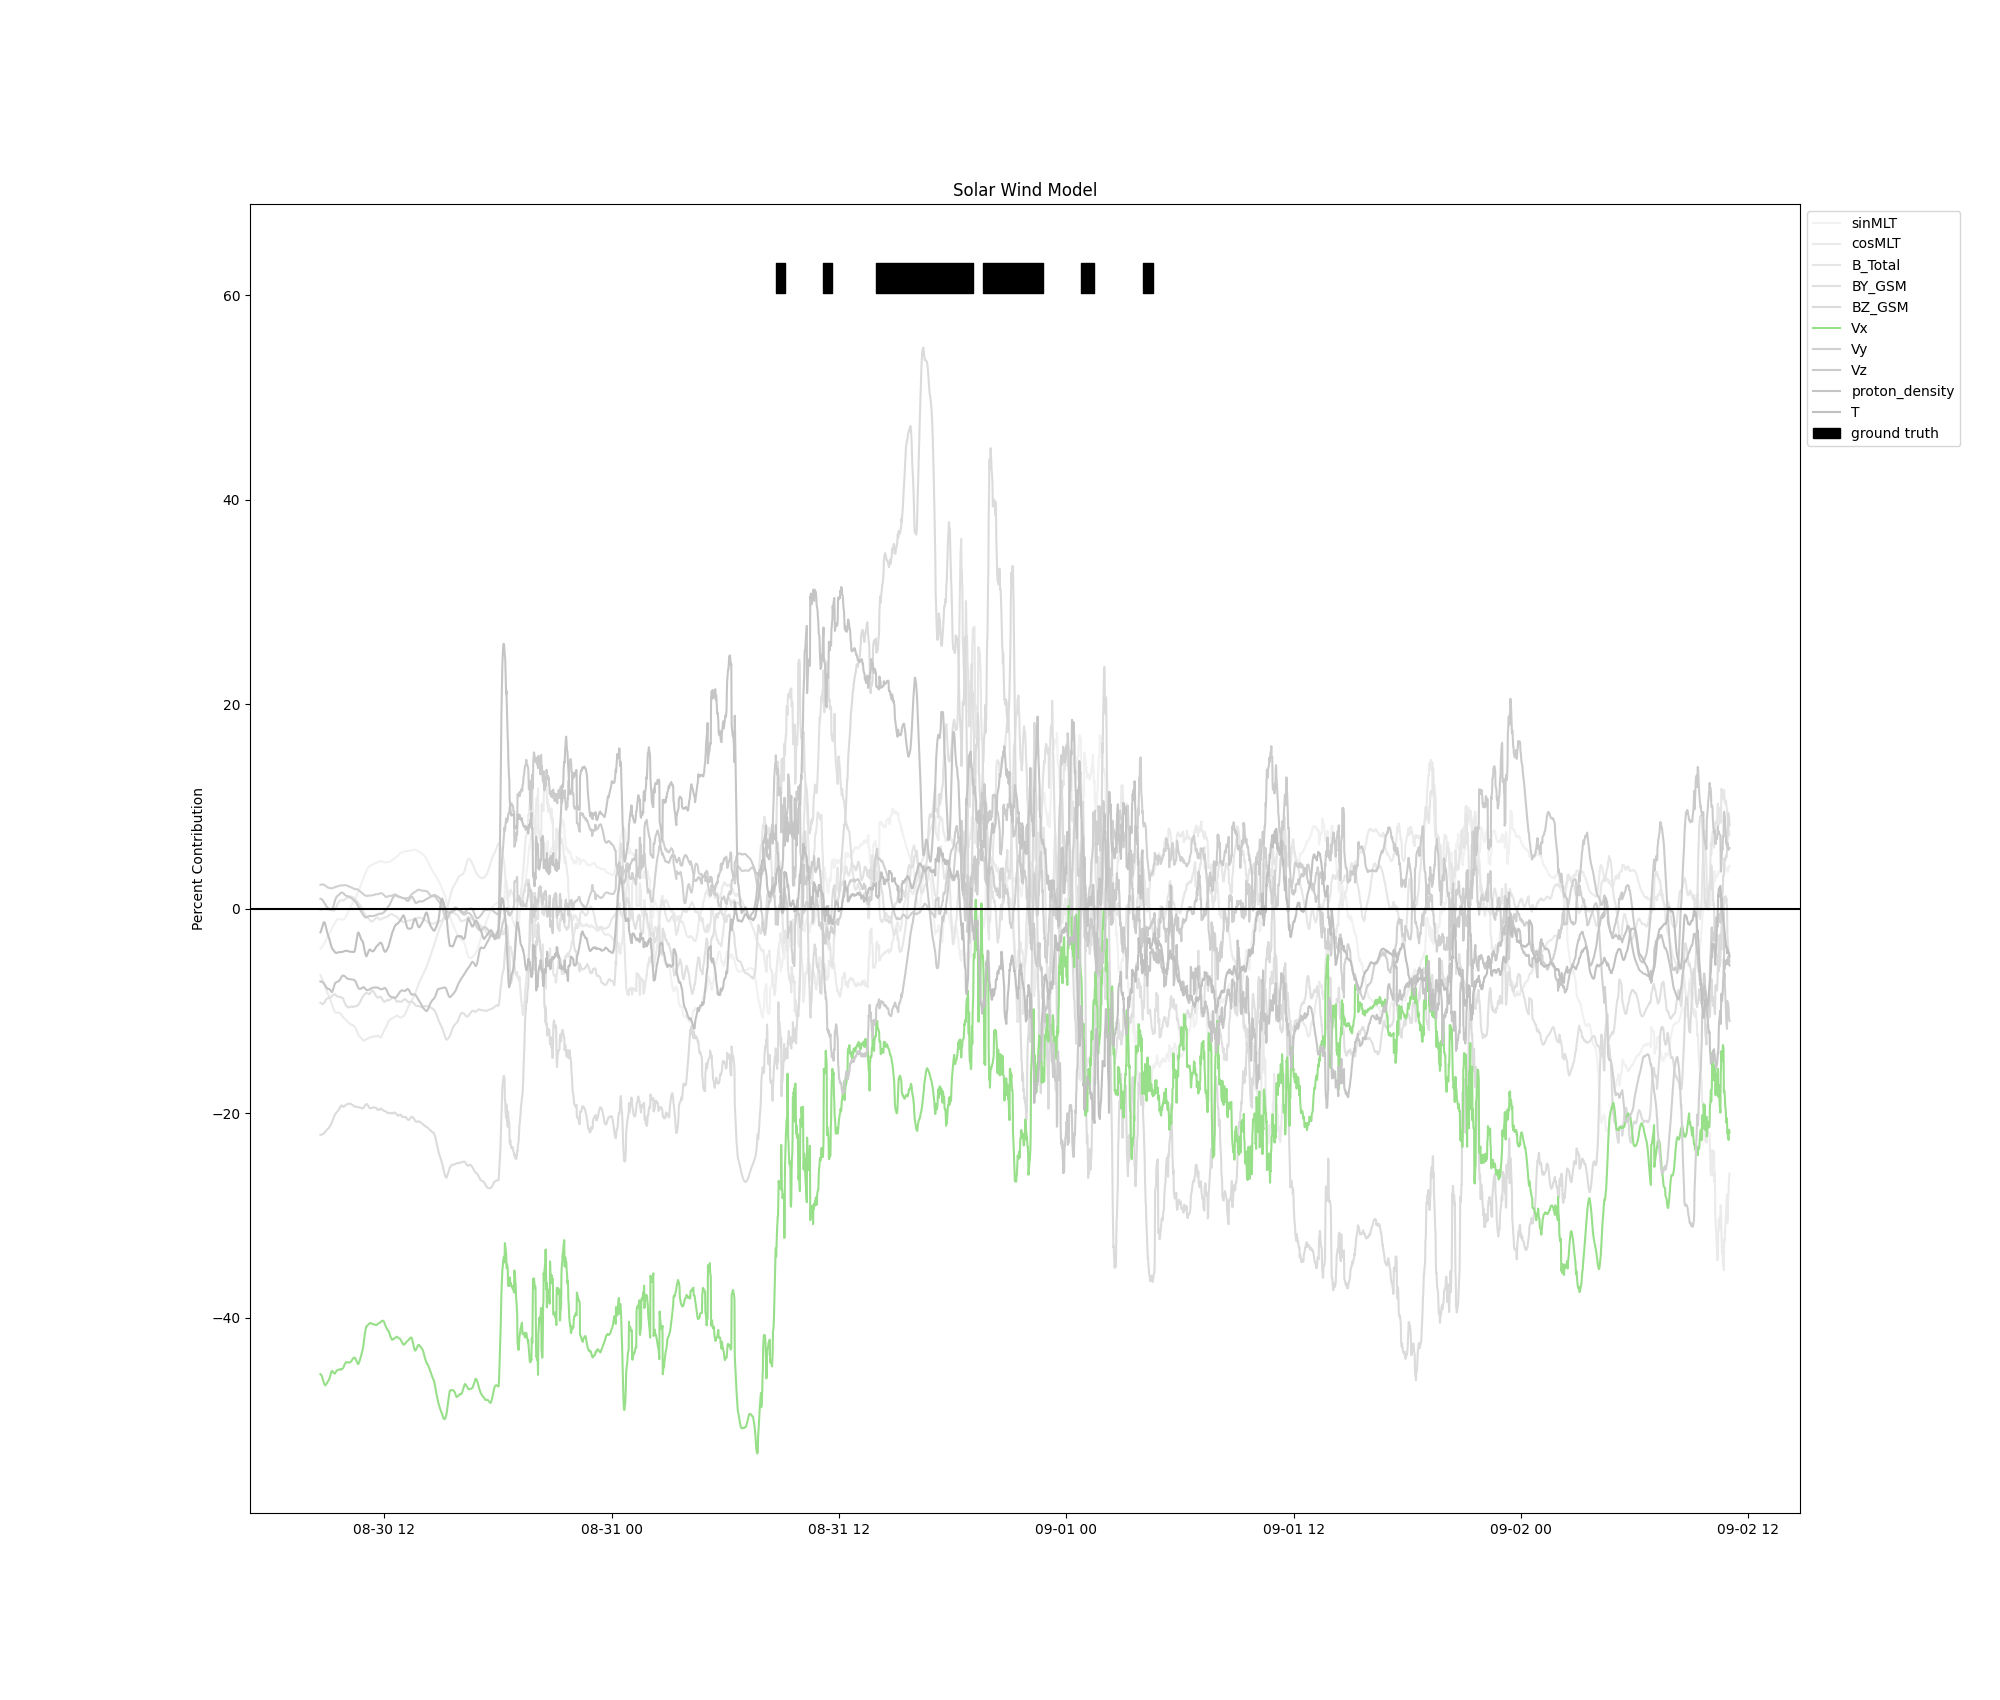 Solar Wind Model
sinMLT
cosMLT
B_Total
BY_GSM
BZ_GSM
Vx
Vy
Vz
proton_density
T
ground truth
60
40
20
0
−20
−40
Percent Contribution
08-30 12
08-31 00
08-31 12
09-01 00
09-01 12
09-02 00
09-02 12